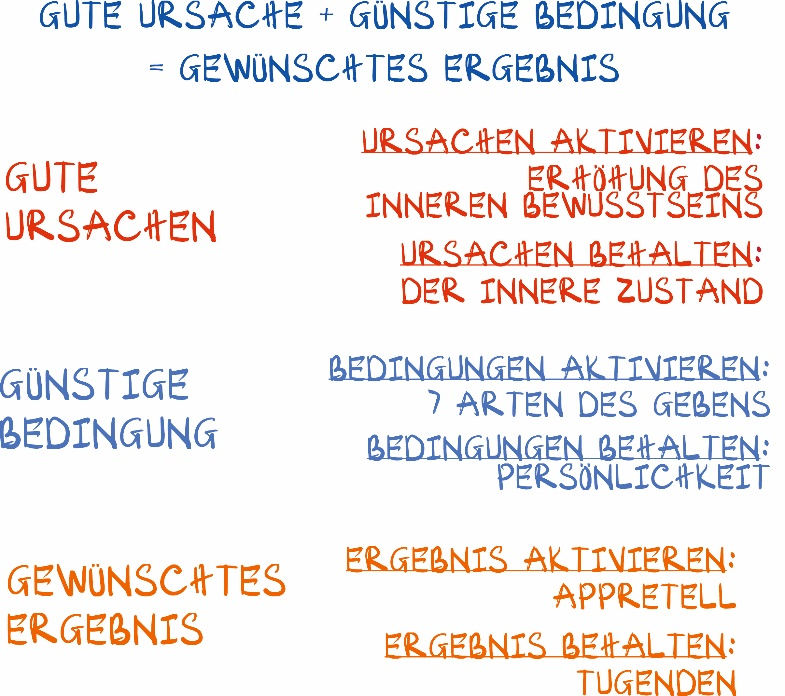 GUTE URSACHE + GÜNSTIGE BEDINGUNG
= GEWÜNSCHTES ERGEBNIS
GUTE
URSACHEN
URSACHEN AKTIVIEREN:
ERHÖHUNG DES
INNEREN BEWUSSTSEINS
URSACHEN BEHALTEN:
DER INNERE ZUSTAND
GÜNSTIGE
BEDINGUNG
BEDINGUNGEN AKTIVIEREN:
7 ARTEN DES GEBENS
BEDINGUNGEN BEHALTEN:
PERSÖNLICHKEIT
GEWÜNSCHTES
ERGEBNIS
ERGEBNIS AKTIVIEREN:
APPRETELL
ERGEBNIS BEHALTEN:
TUGENDEN